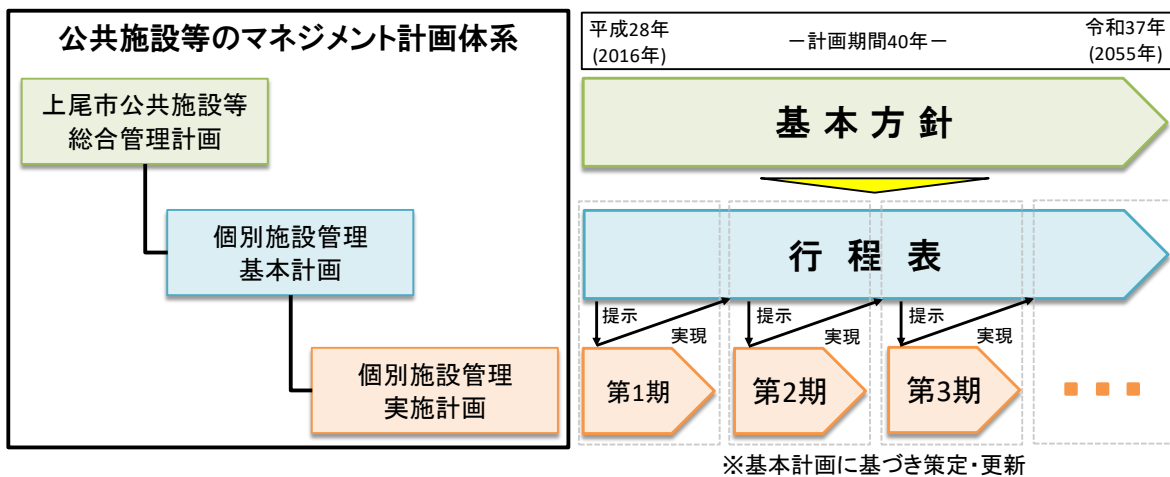 公共施設等のマネジメント計画体系
上尾市公共施設等
総合管理計画
個別施設管理
基本計画
個別施設管理
実施計画
平成28年
(2016年)
－計画期間40年－
令和37年
(2055年)
基本方針
行程表
提示
実現
提示
実現
提示
実現
第1期
第2期
第3期
※基本計画に基づき策定・更新